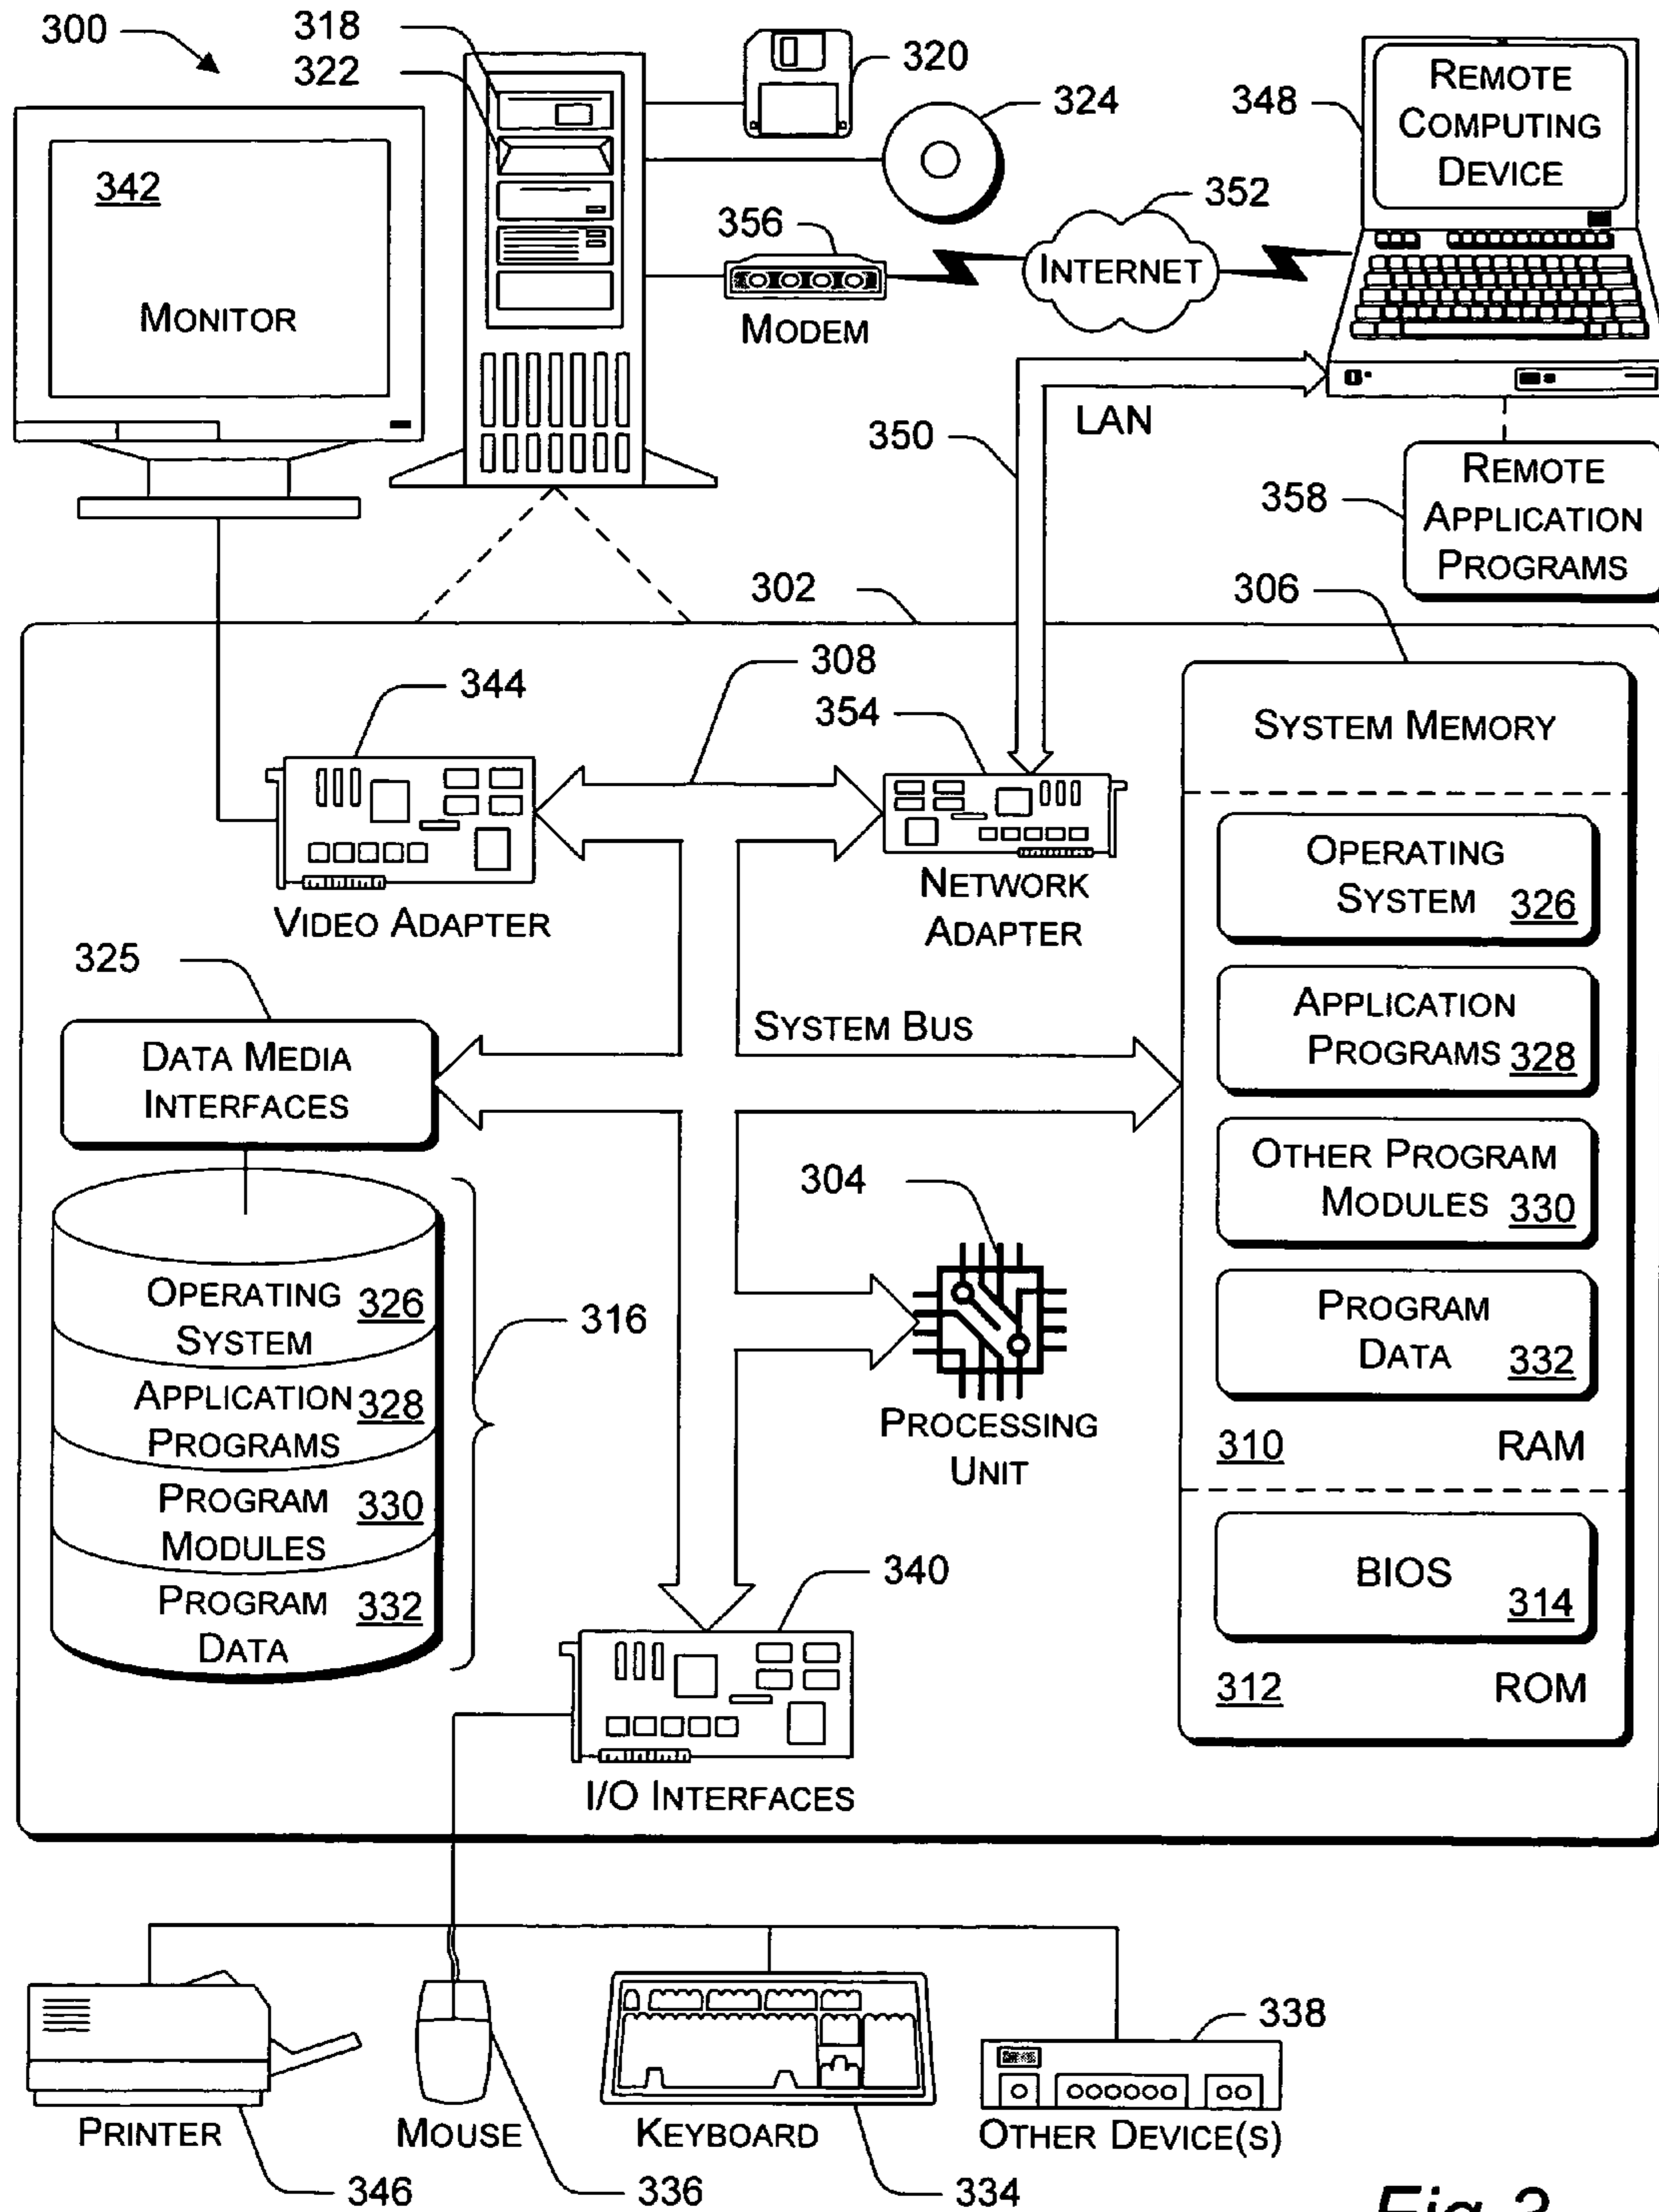 300
318
322
320
324
348
REMOTE
COMPUTING
DEVICE
342
MONITOR
356
MODEM
352
INTERNET
350
LAN
358
REMOTE
APPLICATION
PROGRAMS
302
306
308
344
354
VIDEO ADAPTER
NETWORK
ADAPTER
SYSTEM MEMORY
OPERATING
SYSTEM 326
APPLICATION
PROGRAMS 328
OTHER PROGRAM
MODULES 330
PROGRAM
DATA 332
310 RAM
BIOS
314
312 ROM
325
DATA MEDIA
INTERFACES
SYSTEM BUS
304
PROCESSING
UNIT
OPERATING 326
SYSTEM
APPLICATION 328
PROGRAMS
PROGRAM 330
MODULES
PROGRAM 332
DATA
316
340
I/O INTERFACES
PRINTER
346
MOUSE
336
KEYBOARD
334
338
OTHER DEVICE(S)